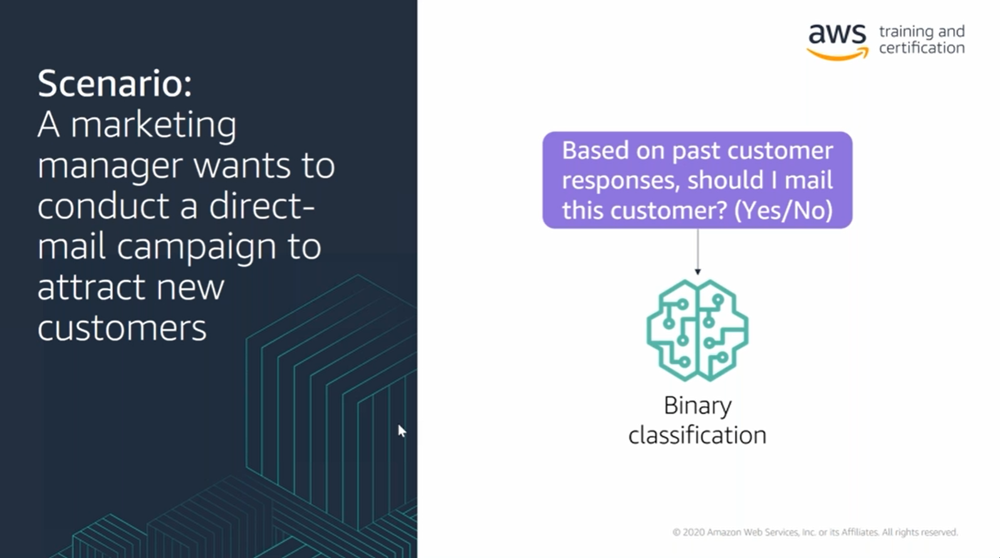 Scenario:
A marketing
manager wants to
conduct a direct-
mail campaign to
attract new
customers
aws training and
certification
Based on past customer
responses, should I mail
this customer? (Yes/No)
Binary
classification
© 2020 Amazon Web Services, Inc. or its Affiliates. All rights reserved.